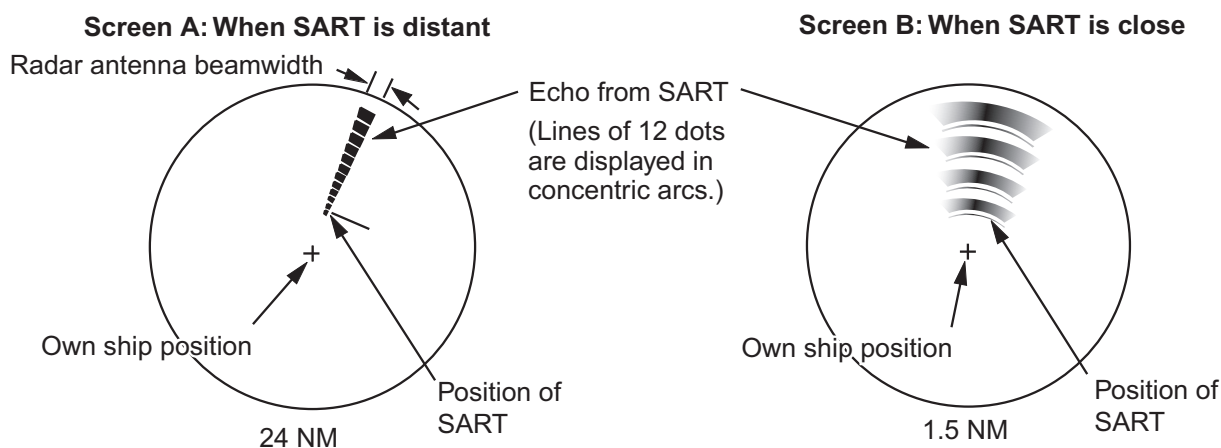 Screen A: When SART is distant
Radar antenna beamwidth
Own ship position
Position of
SART
24 NM
Echo from SART
(Lines of 12 dots
are displayed in
concentric arcs.)
Screen B: When SART is close
Own ship position
Position of
SART
1.5 NM